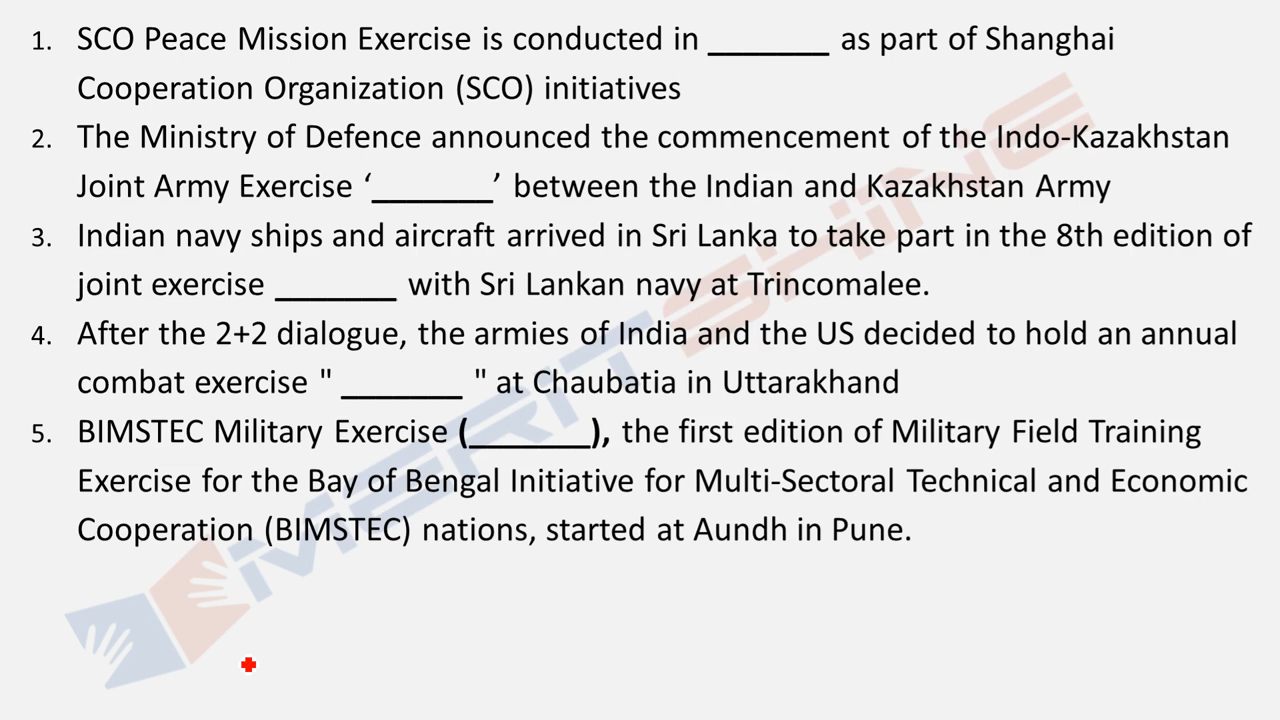 1. SCO Peace Mission Exercise is conducted in _______ as part of Shanghai
Cooperation Organization (SCO) initiatives
2. The Ministry of Defence announced the commencement of the Indo-Kazakhstan
Joint Army Exercise ‘_______’ between the Indian and Kazakhstan Army
3. Indian navy ships and aircraft arrived in Sri Lanka to take part in the 8th edition of
joint exercise _______ with Sri Lankan navy at Trincomalee.
4. After the 2+2 dialogue, the armies of India and the US decided to hold an annual
combat exercise " _______ " at Chaubatia in Uttarakhand
5. BIMSTEC Military Exercise (_______), the first edition of Military Field Training
Exercise for the Bay of Bengal Initiative for Multi-Sectoral Technical and Economic
Cooperation (BIMSTEC) nations, started at Aundh in Pune.
MERIT SHINE